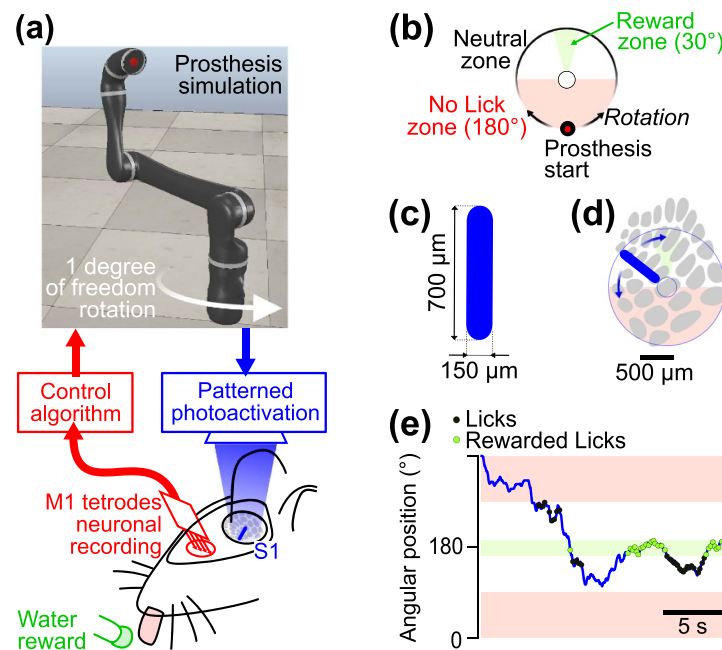 (a)
Prosthesis
simulation
1 degree
of freedom
rotation
Control
algorithm
Patterned
photoactivation
M1 tetrodes
neuronal
recording
S1
Water
reward
(b)
Reward
zone (30°)
Neutral
zone
No Lick
zone (180°)
Rotation
Prosthesis
start
(c)
700 µm
150 µm
(d)
500 µm
(e)
Licks
Rewarded Licks
Angular position (°)
180
0
5 s